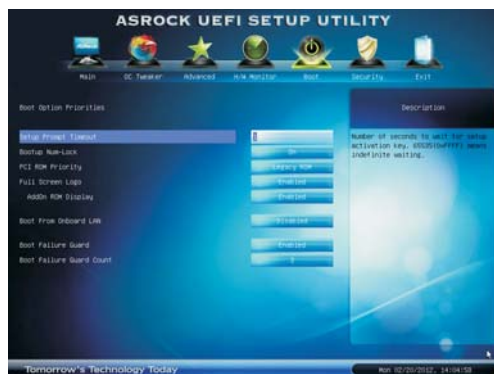 ASROCK UEFI SETUP UTILITY
Main OC Tweaker Advanced H/W Monitor Boot Security Exit
Boot Option Priorities
Description
Setup Prompt Timeout
Number of seconds to wait for setup
activation key. 65535(0xFFFF) means
indefinite waiting.
Bootup Num-Lock On
PCI ROM Priority Legacy ROM
Full Screen Logo Enabled
AddOn ROM Display Enabled
Boot From Onboard LAN Disabled
Boot Failure Guard Enabled
Boot Failure Guard Count 3
Tomorrow's Technology Today
Mon 02/20/2012, 14:04:58